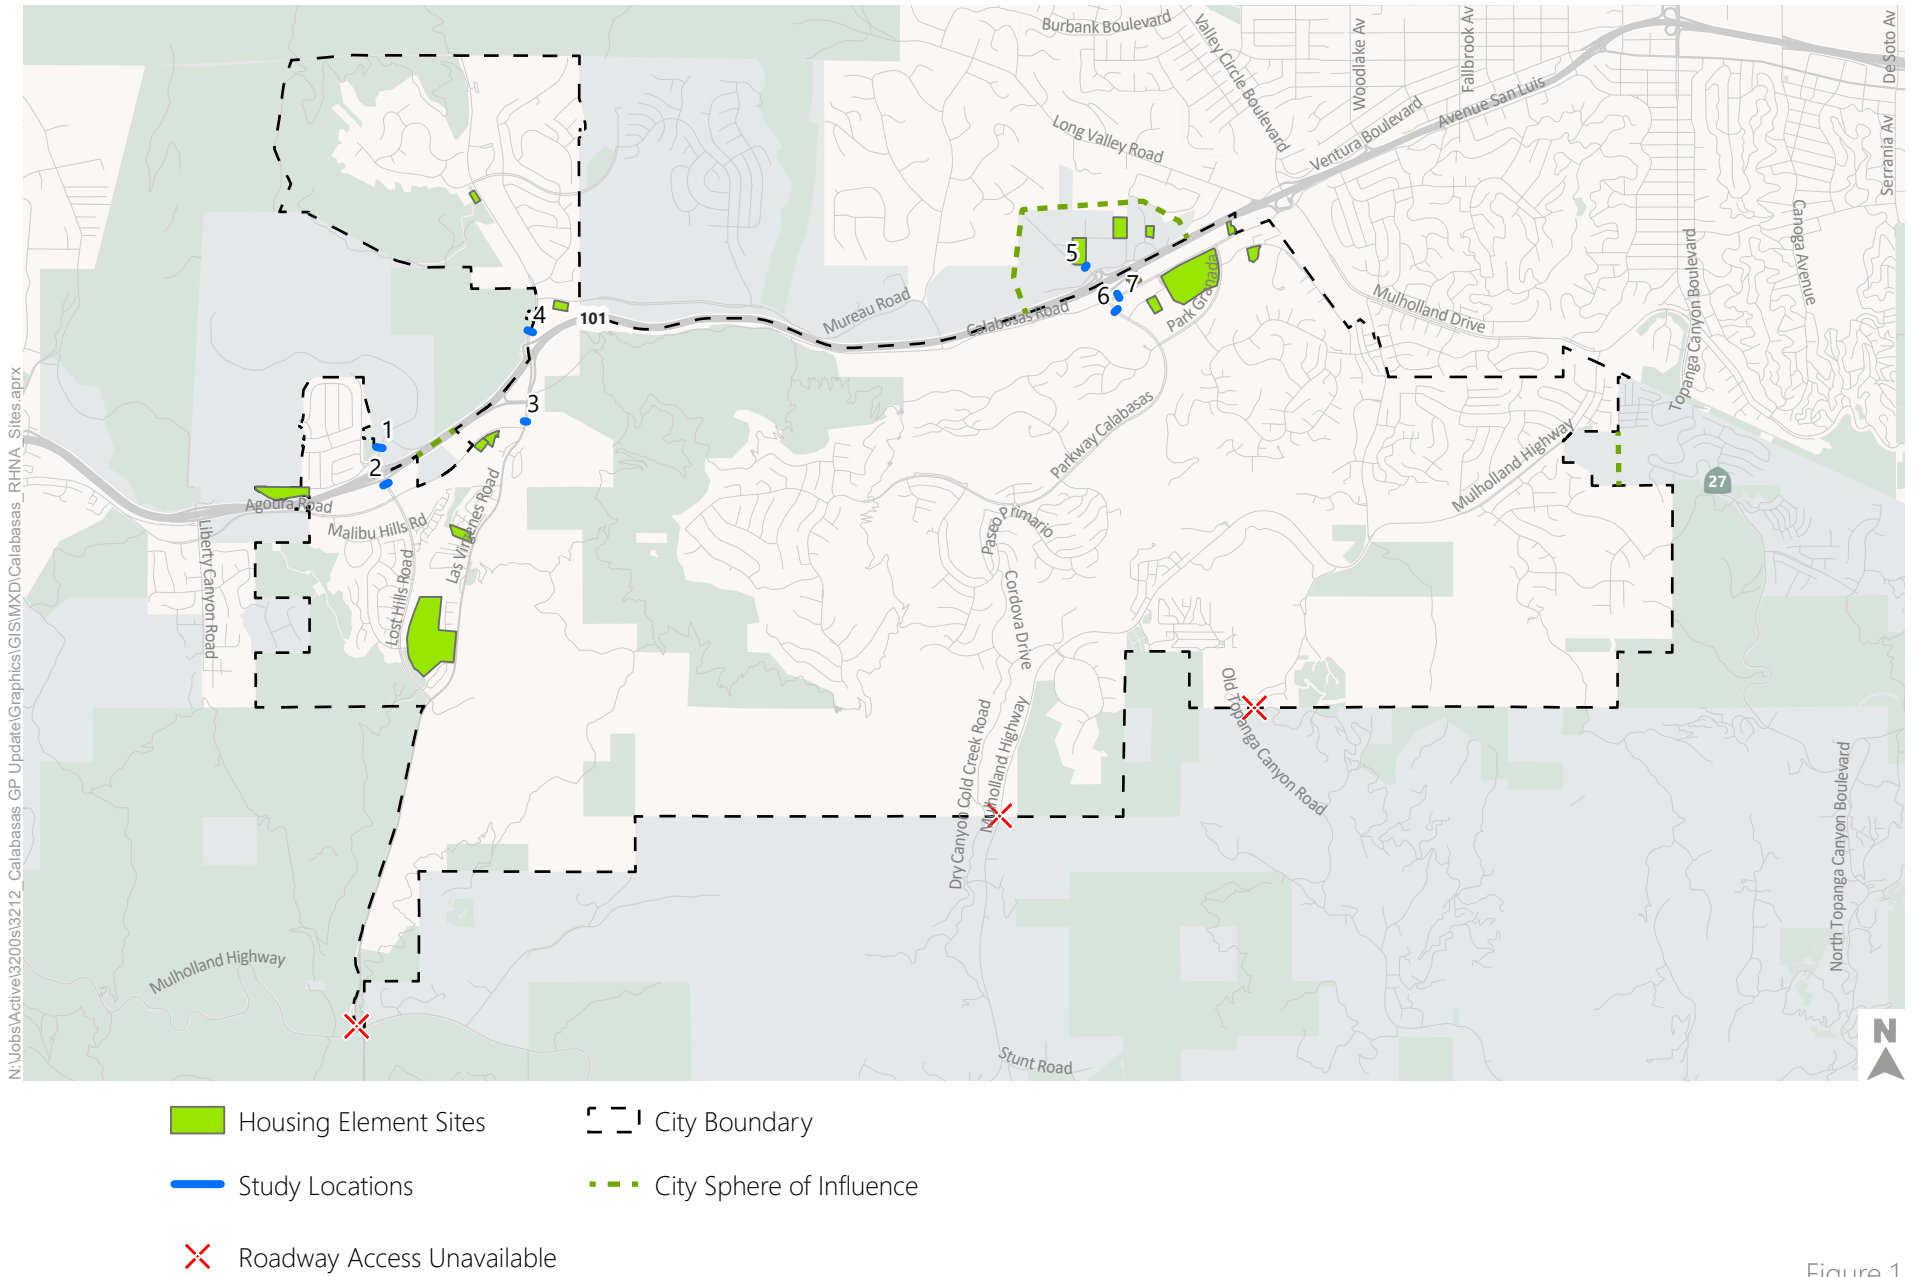 Burbank Boulevard
Valley Circle Boulevard
Woodlake Av
Fallbrook Av
DeSoto Av
Avenue San Luis
Ventura Boulevard
Long Valley Road
Serrania Av
Canoga Avenue
Topanga Canyon Boulevard
5
7
6
Park Granada
Mulholland Drive
Mureau Road
Calabasas Road
4
101
3
1
2
Parkway Calabasas
Mulholland Highway
27
Agoura Road
Malibu Hills Rd
Las Virgenes Road
Liberty Canyon Road
Lost Hills Road
Paseo Primario
Cordova Drive
Old Topanga Canyon Road
Dry Canyon Cold Creek Road
Mulholland Highway
North Topanga Canyon Boulevard
Mulholland Highway
Stunt Road
N
N:\Jobs\Active\3200s\3212_Calabasas GP Update\Graphics\GIS\MXD\Calabasas_RHNA_Sites.aprx
Housing Element Sites
City Boundary
Study Locations
City Sphere of Influence
Roadway Access Unavailable
Figure 1